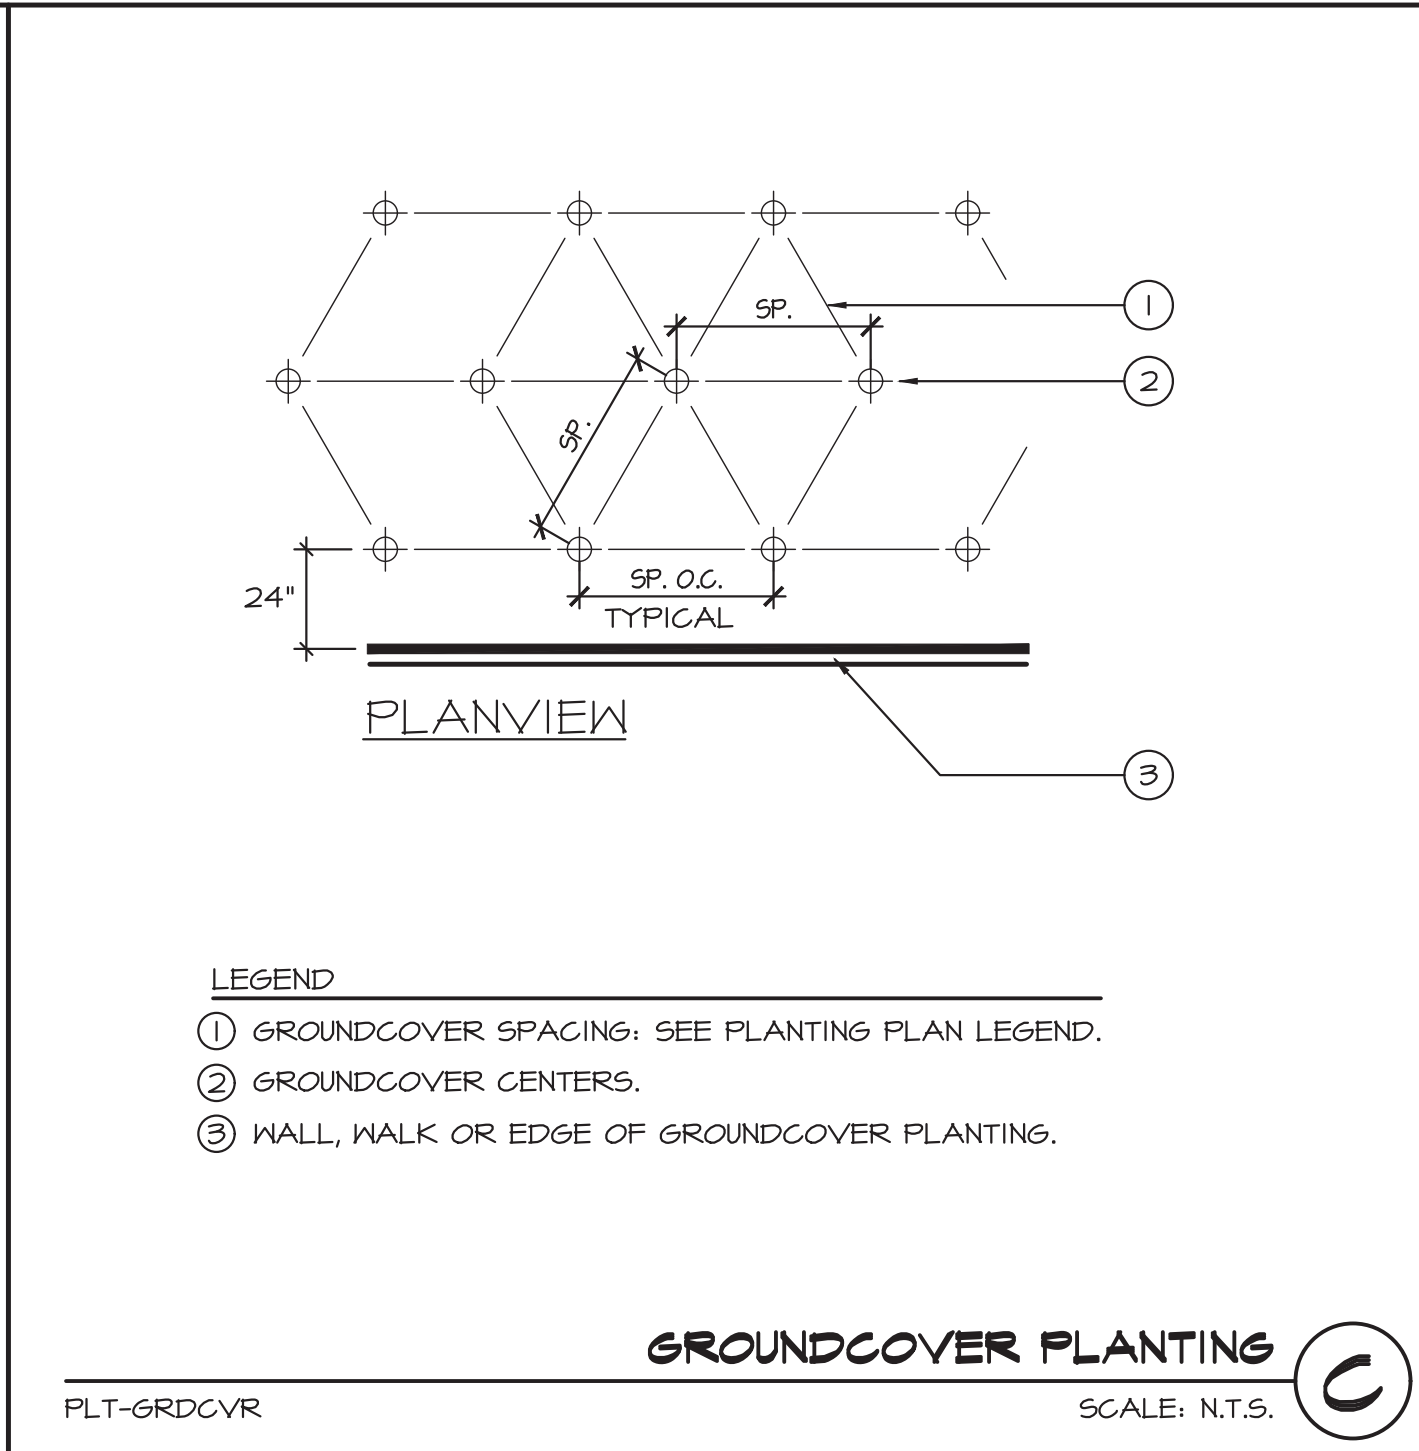 SP.
1
2
SP.
24"
SP. O.C.
TYPICAL
PLANVIEW
3
LEGEND
1 GROUNDCOVER SPACING: SEE PLANTING PLAN LEGEND.
2 GROUNDCOVER CENTERS.
3 WALL, WALK OR EDGE OF GROUNDCOVER PLANTING.
GROUNDCOVER PLANTING
C
PLT-GRDCVR
SCALE: N.T.S.